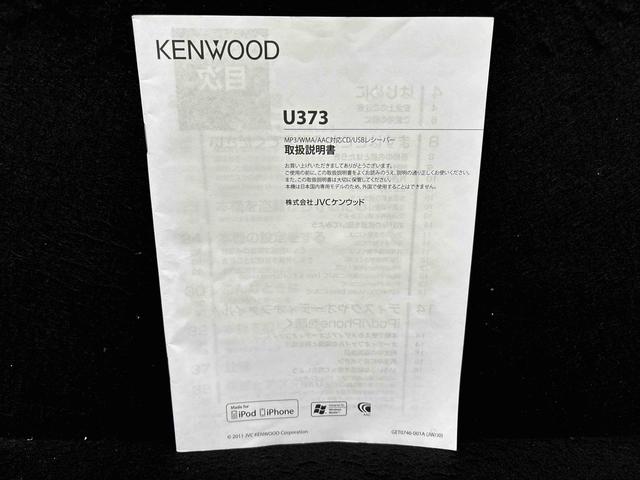 KENWOOD
U373
MP3/WMA/AAC対応CD/USBレシーバー
取扱説明書
お買い上げいただきましてありがとうございます。
ご使用の前に、この取扱説明書をよくお読みのうえ、説明の通り正しくお使いください。
また、この取扱説明書は大切に保管してください。
本機は日本国内専用モデルのため、外国で使用することはできません。
株式会社JVCケンウッド
Made for
iPod iPhone
© 2011 JVC KENWOOD Corporation
GET0746-001A (JW/J0)